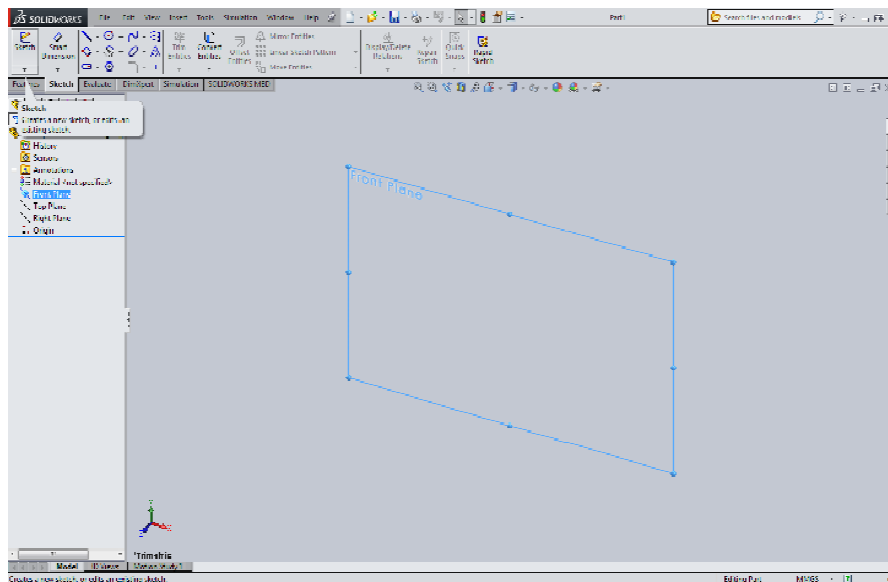 SOLIDWORKS File Edit View Insert Tools Simulation Window Help Part1 Search files and models
Sketch Smart Dimension Trim Entities Convert Entities Offset Entities Mirror Entities Linear Sketch Pattern Move Entities Display/Delete Relations Repair Sketch Quick Snaps Rapid Sketch
Features Sketch Evaluate DimXpert Simulation SOLIDWORKS MBD
Sketch
Creates a new sketch, or edits an
existing sketch.
History
Sensors
Annotations
Material <not specified>
Front Plane
Top Plane
Right Plane
Origin
Front Plane
*Trimetric
Model 3D Views Motion Study 1
Creates a new sketch, or edits an existing sketch. Editing Part MMGS